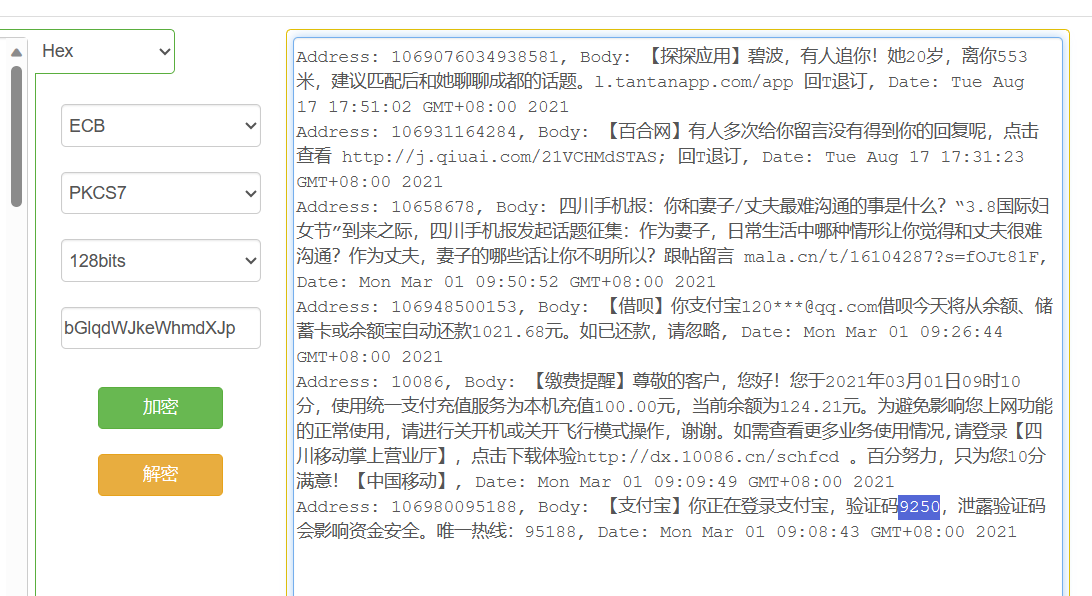 Hex
ECB
PKCS7
128bits
bGlqdWJkeWhmdXJp
加密
解密
Address: 1069076034938581, Body: 【探探应用】碧波，有人追你！她20岁，离你553
米，建议匹配后和她聊聊成都的话题。l.tantanapp.com/app 回T退订, Date: Tue Aug
17 17:51:02 GMT+08:00 2021
Address: 106931164284, Body: 【百合网】有人多次给你留言没有得到你的回复呢，点击
查看 http://j.qiuai.com/21VCHMdSTAS; 回T退订, Date: Tue Aug 17 17:31:23
GMT+08:00 2021
Address: 10658678, Body: 四川手机报：你和妻子/丈夫最难沟通的事是什么？“3.8国际妇
女节”到来之际，四川手机报发起话题征集：作为妻子，日常生活中哪种情形让你觉得和丈夫很难
沟通？作为丈夫，妻子的哪些话让你不明所以？跟帖留言 mala.cn/t/16104287?s=fOJt81F,
Date: Mon Mar 01 09:50:52 GMT+08:00 2021
Address: 106948500153, Body: 【借呗】你支付宝120***@qq.com借呗今天将从余额、储
蓄卡或余额宝自动还款1021.68元。如已还款，请忽略, Date: Mon Mar 01 09:26:44
GMT+08:00 2021
Address: 10086, Body: 【缴费提醒】尊敬的客户，您好！您于2021年03月01日09时10
分，使用统一支付充值服务为本机充值100.00元，当前余额为124.21元。为避免影响您上网功能
的正常使用，请进行关开机或关开飞行模式操作，谢谢。如需查看更多业务使用情况,请登录【四
川移动掌上营业厅】，点击下载体验http://dx.10086.cn/schfcd 。百分努力，只为您10分
满意！【中国移动】, Date: Mon Mar 01 09:09:49 GMT+08:00 2021
Address: 106980095188, Body: 【支付宝】你正在登录支付宝，验证码9250，泄露验证码
会影响资金安全。唯一热线：95188, Date: Mon Mar 01 09:08:43 GMT+08:00 2021